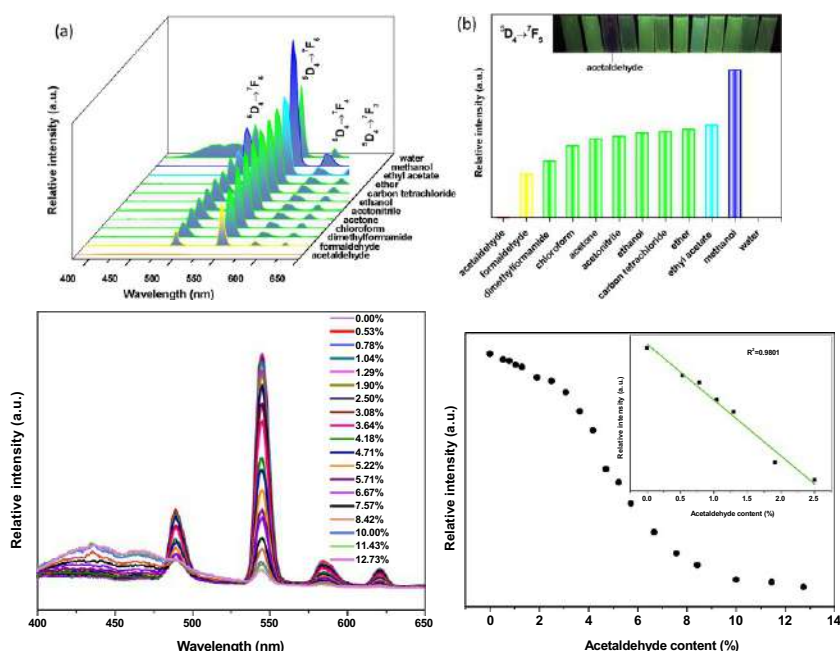 (a)
⁵D₄→⁷F₆
⁵D₄→⁷F₅
⁵D₄→⁷F₄
⁵D₄→⁷F₃
Relative intensity (a.u.)
water
methanol
ethyl acetate
ether
carbon tetrachloride
ethanol
acetonitrile
acetone
chloroform
dimethylformamide
formaldehyde
acetaldehyde
400 450 500 550 600 650
Wavelength (nm)
(b)
⁵D₄→⁷F₅
acetaldehyde
Relative intensity (a.u.)
acetaldehyde
formaldehyde
dimethylformamide
chloroform
acetone
acetonitrile
ethanol
carbon tetrachloride
ether
ethyl acetate
methanol
water
0.00%
0.53%
0.78%
1.04%
1.29%
1.90%
2.50%
3.08%
3.64%
4.18%
4.71%
5.22%
5.71%
6.67%
7.57%
8.42%
10.00%
11.43%
12.73%
Relative intensity (a.u.)
400 450 500 550 600 650
Wavelength (nm)
R²=0.9801
Relative intensity (a.u.)
0.0 0.5 1.0 1.5 2.0 2.5
Acetaldehyde content (%)
Relative intensity (a.u.)
0 2 4 6 8 10 12 14
Acetaldehyde content (%)